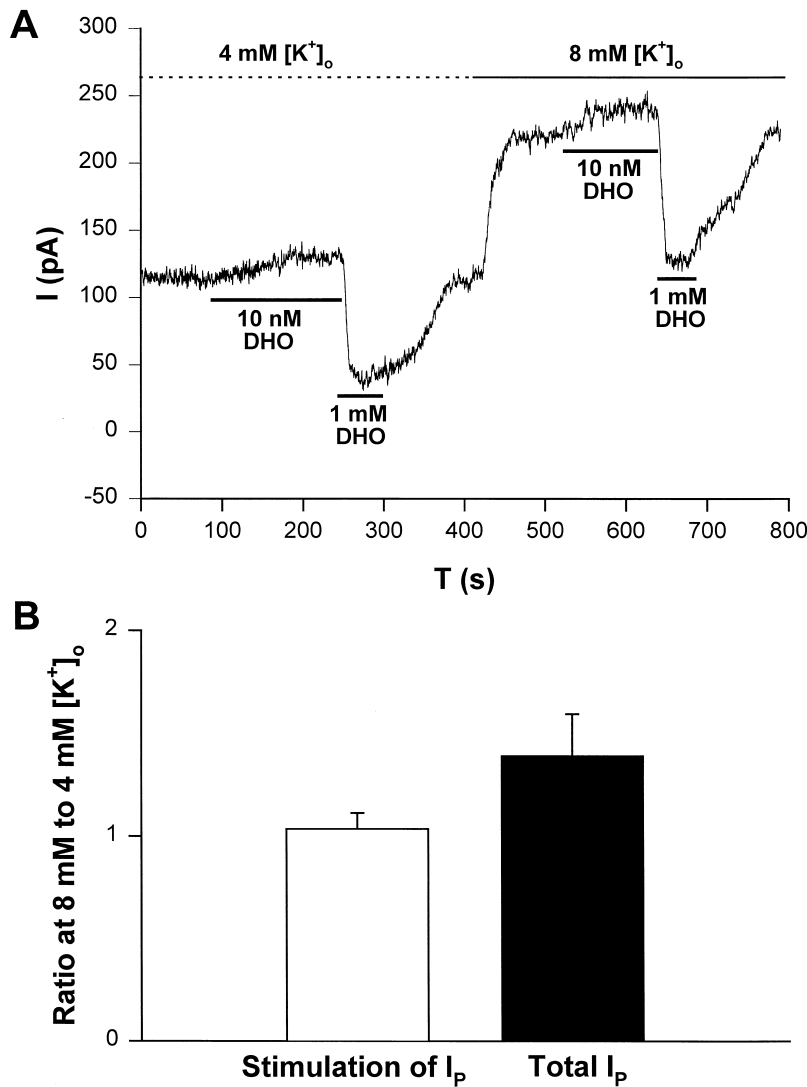 A
300
250
200
150
100
50
0
-50
I (pA)
4 mM [K+]o
8 mM [K+]o
10 nM
DHO
1 mM
DHO
10 nM
DHO
1 mM
DHO
0 100 200 300 400 500 600 700 800
T (s)
B
2
1
0
Ratio at 8 mM to 4 mM [K+]o
Stimulation of IP
Total IP